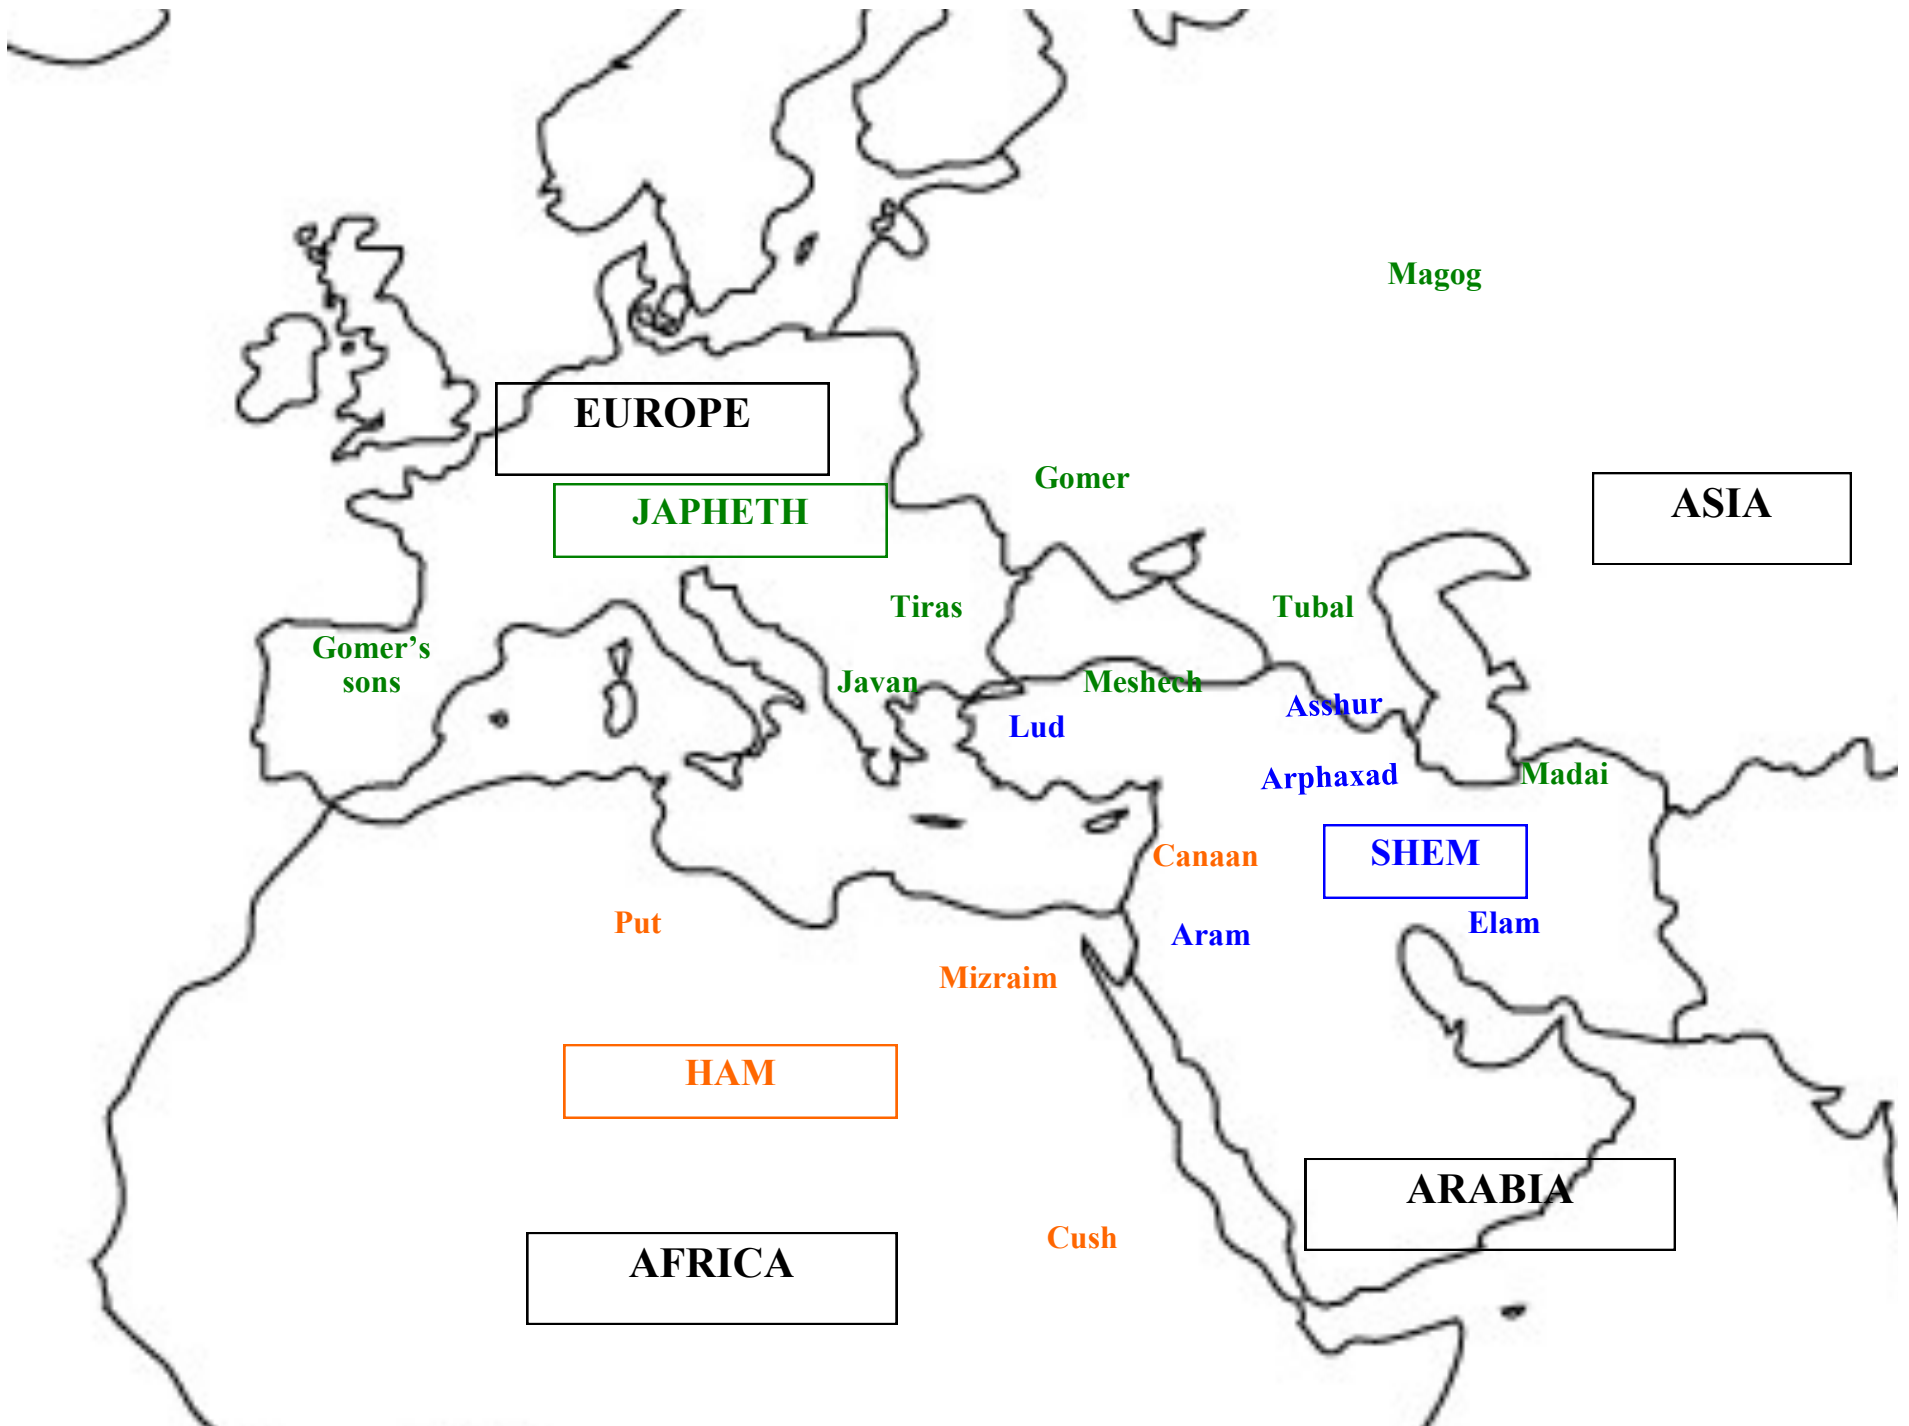 Magog
EUROPE
Gomer
ASIA
JAPHETH
Tiras
Tubal
Gomer’s
sons
Javan
Meshech
Asshur
Lud
Arphaxad
Madai
Canaan
SHEM
Put
Aram
Elam
Mizraim
HAM
ARABIA
Cush
AFRICA